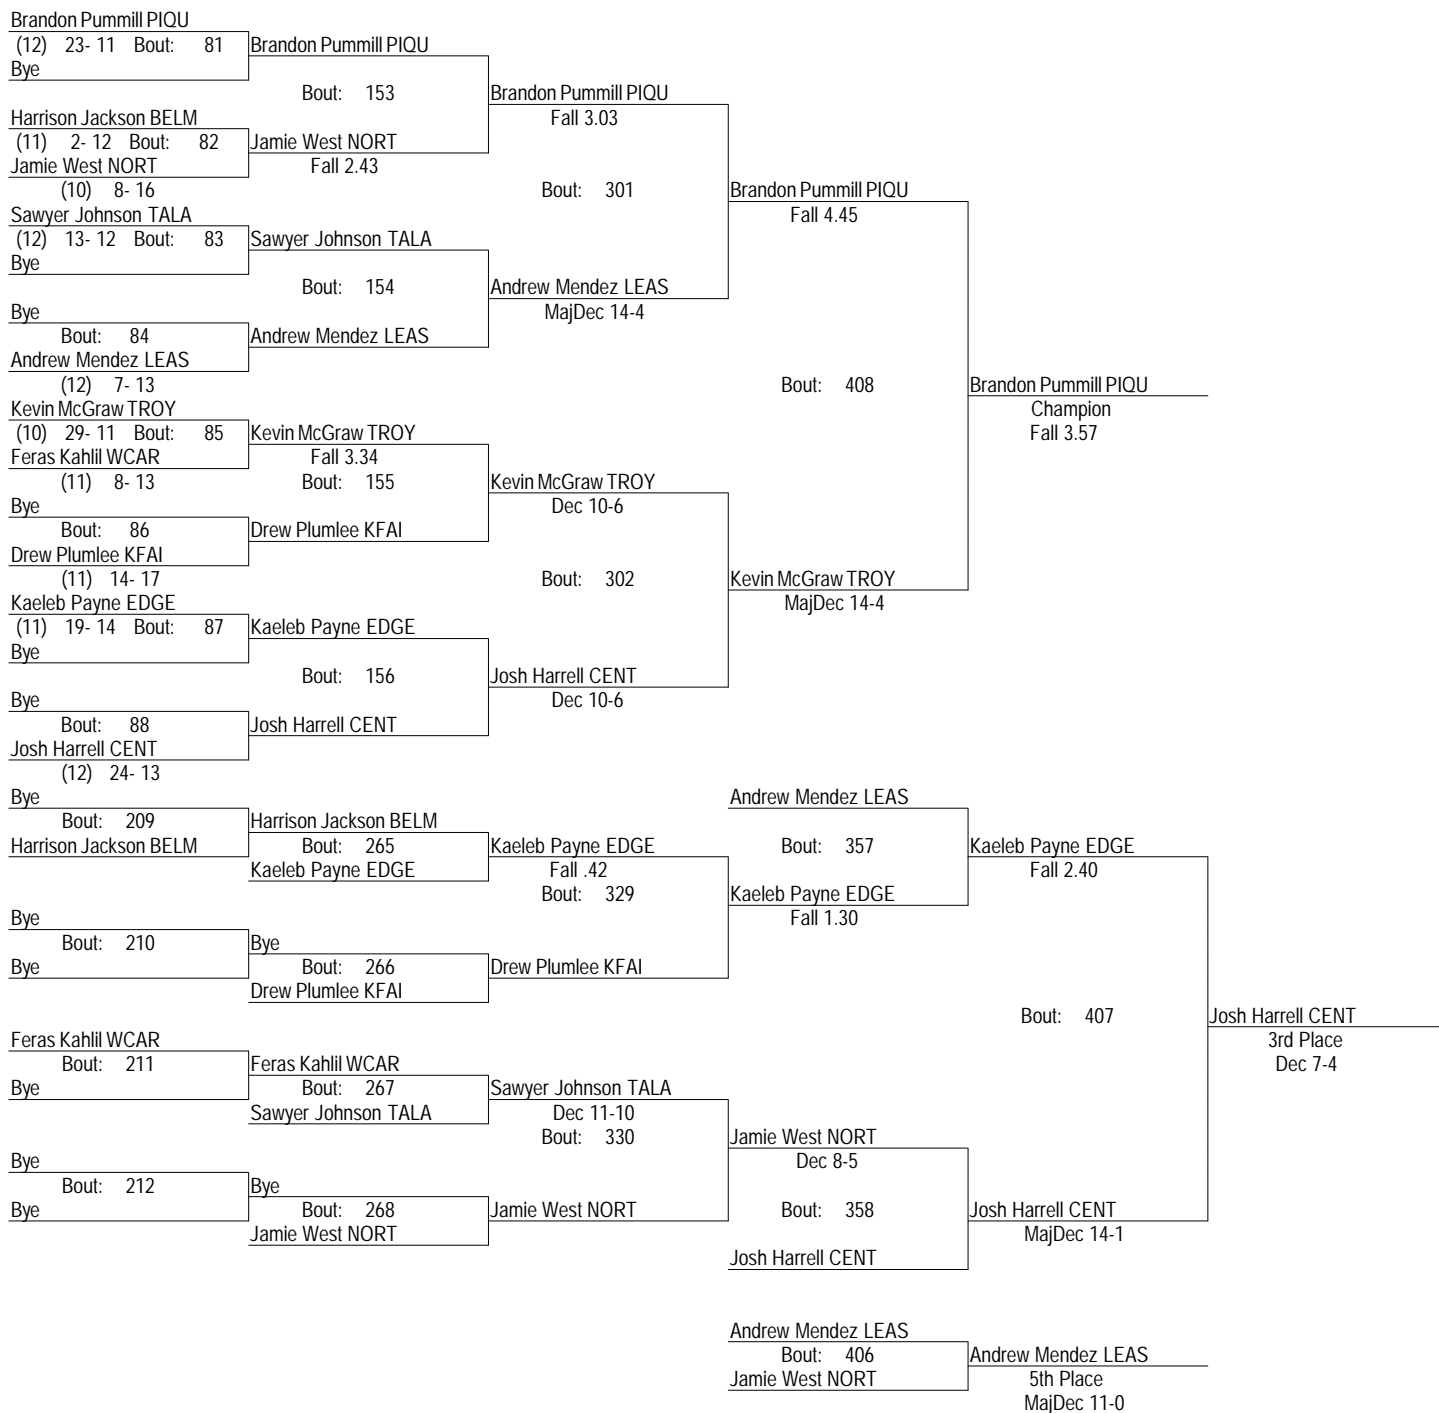 Brandon Pummill PIQU
(12) 23- 11 Bout: 81 Brandon Pummill PIQU
Bye
Bout: 153 Brandon Pummill PIQU
Harrison Jackson BELM Fall 3.03
(11) 2- 12 Bout: 82 Jamie West NORT
Jamie West NORT Fall 2.43
(10) 8- 16 Bout: 301 Brandon Pummill PIQU
Sawyer Johnson TALA Fall 4.45
(12) 13- 12 Bout: 83 Sawyer Johnson TALA
Bye
Bout: 154 Andrew Mendez LEAS
Bye MajDec 14-4
Bout: 84 Andrew Mendez LEAS
Andrew Mendez LEAS
(12) 7- 13 Bout: 408 Brandon Pummill PIQU
Kevin McGraw TROY Champion
(10) 29- 11 Bout: 85 Kevin McGraw TROY Fall 3.57
Feras Kahlil WCAR Fall 3.34
(11) 8- 13 Bout: 155 Kevin McGraw TROY
Bye Dec 10-6
Bout: 86 Drew Plumlee KFAI
Drew Plumlee KFAI
(11) 14- 17 Bout: 302 Kevin McGraw TROY
Kaeleb Payne EDGE MajDec 14-4
(11) 19- 14 Bout: 87 Kaeleb Payne EDGE
Bye
Bout: 156 Josh Harrell CENT
Bye Dec 10-6
Bout: 88 Josh Harrell CENT
Josh Harrell CENT
(12) 24- 13
Bye Andrew Mendez LEAS
Bout: 209 Harrison Jackson BELM
Harrison Jackson BELM Bout: 265 Kaeleb Payne EDGE Bout: 357 Kaeleb Payne EDGE
Kaeleb Payne EDGE Fall .42 Fall 2.40
Bout: 329 Kaeleb Payne EDGE
Bye Fall 1.30
Bout: 210 Bye
Bye Bout: 266 Drew Plumlee KFAI
Drew Plumlee KFAI
Bout: 407 Josh Harrell CENT
Feras Kahlil WCAR 3rd Place
Bout: 211 Feras Kahlil WCAR Dec 7-4
Bye Bout: 267 Sawyer Johnson TALA
Sawyer Johnson TALA Dec 11-10
Bout: 330 Jamie West NORT
Bye Dec 8-5
Bout: 212 Bye
Bye Bout: 268 Jamie West NORT Bout: 358 Josh Harrell CENT
Jamie West NORT MajDec 14-1
Josh Harrell CENT
Andrew Mendez LEAS
Bout: 406 Andrew Mendez LEAS
Jamie West NORT 5th Place
MajDec 11-0